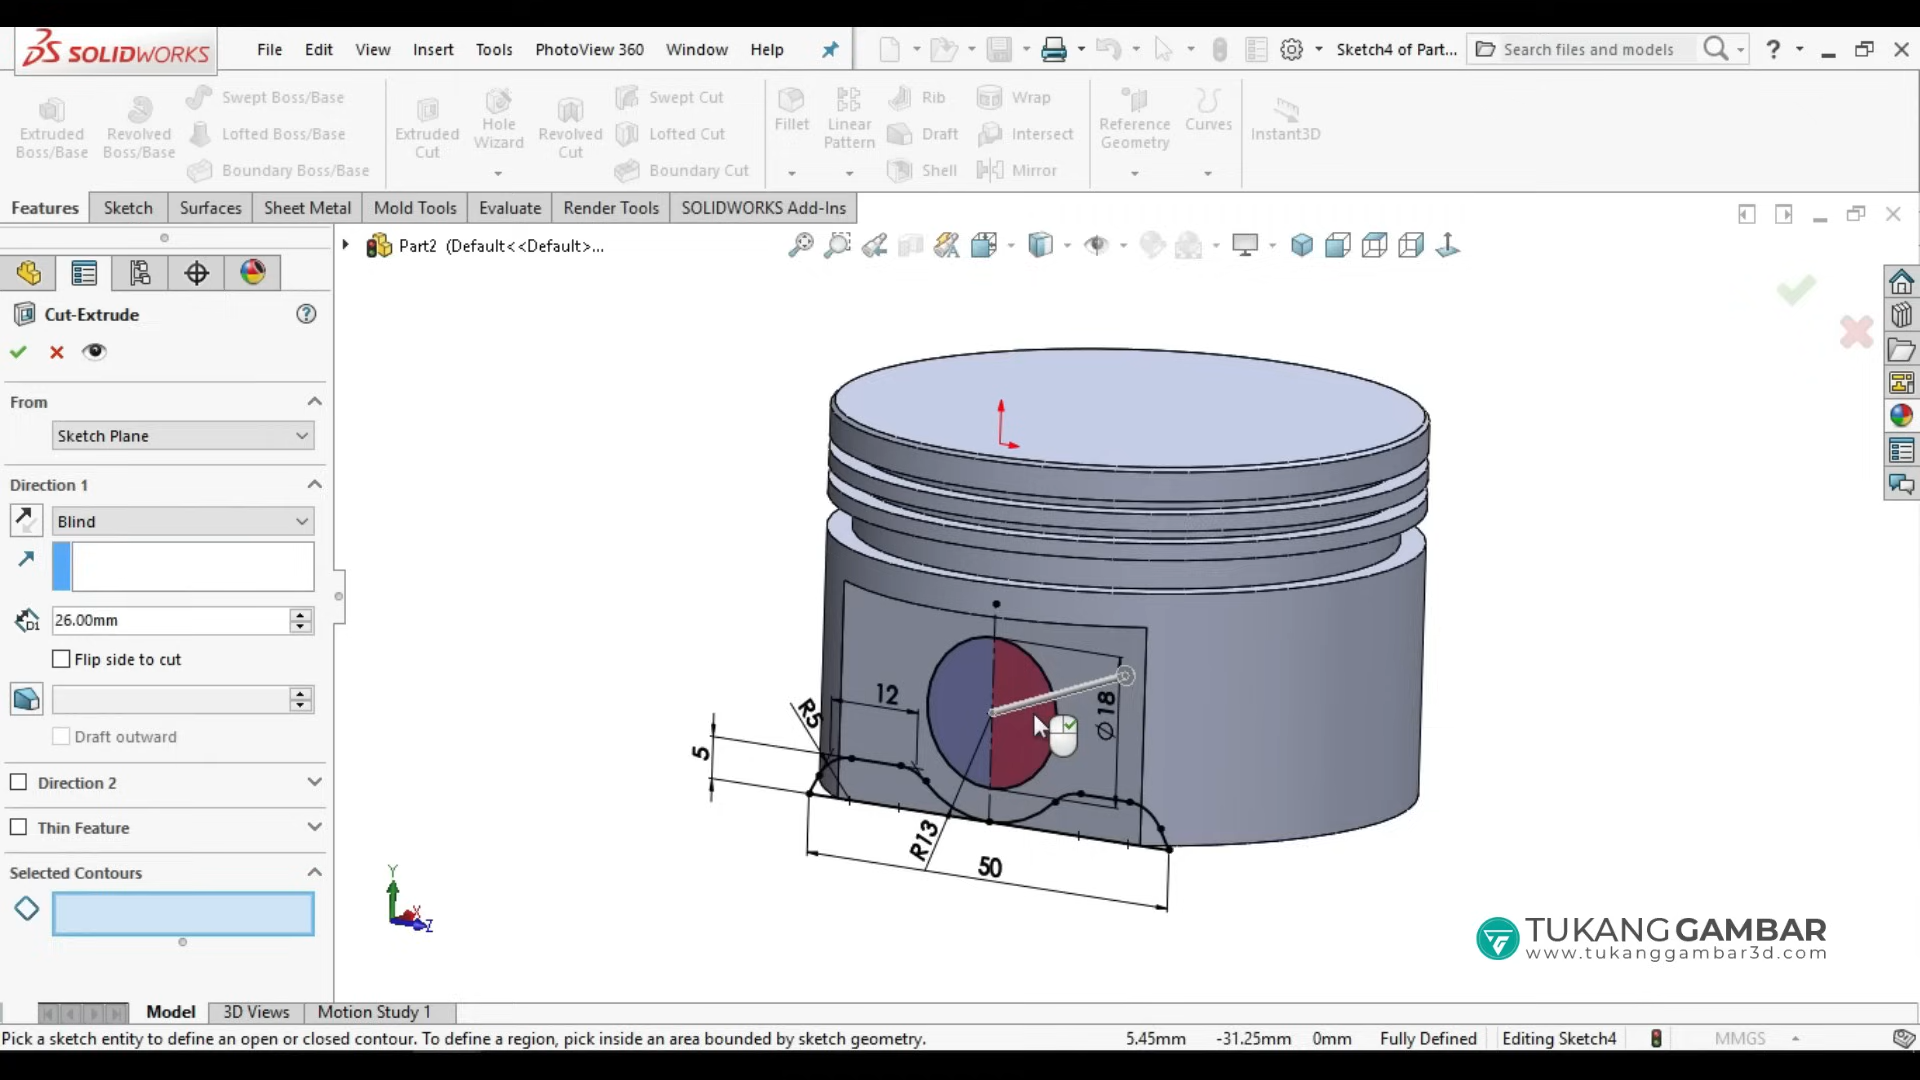 SOLIDWORKS File Edit View Insert Tools PhotoView 360 Window Help Sketch4 of Part... Search files and models ?
Extruded Boss/Base
Revolved Boss/Base
Swept Boss/Base
Lofted Boss/Base
Boundary Boss/Base
Extruded Cut
Hole Wizard
Revolved Cut
Swept Cut
Lofted Cut
Boundary Cut
Fillet
Linear Pattern
Rib
Draft
Shell
Wrap
Intersect
Mirror
Reference Geometry
Curves
Instant3D
Features Sketch Surfaces Sheet Metal Mold Tools Evaluate Render Tools SOLIDWORKS Add-Ins
Part2 (Default<<Default>...
Cut-Extrude
From
Sketch Plane
Direction 1
Blind
D1
26.00mm
Flip side to cut
Draft outward
Direction 2
Thin Feature
Selected Contours
12
R5
5
Ø18
R13
50
Y
X
Z
TUKANGGAMBAR
www.tukanggambar3d.com
Model 3D Views Motion Study 1
Pick a sketch entity to define an open or closed contour. To define a region, pick inside an area bounded by sketch geometry. 5.45mm -31.25mm 0mm Fully Defined Editing Sketch4 MMGS